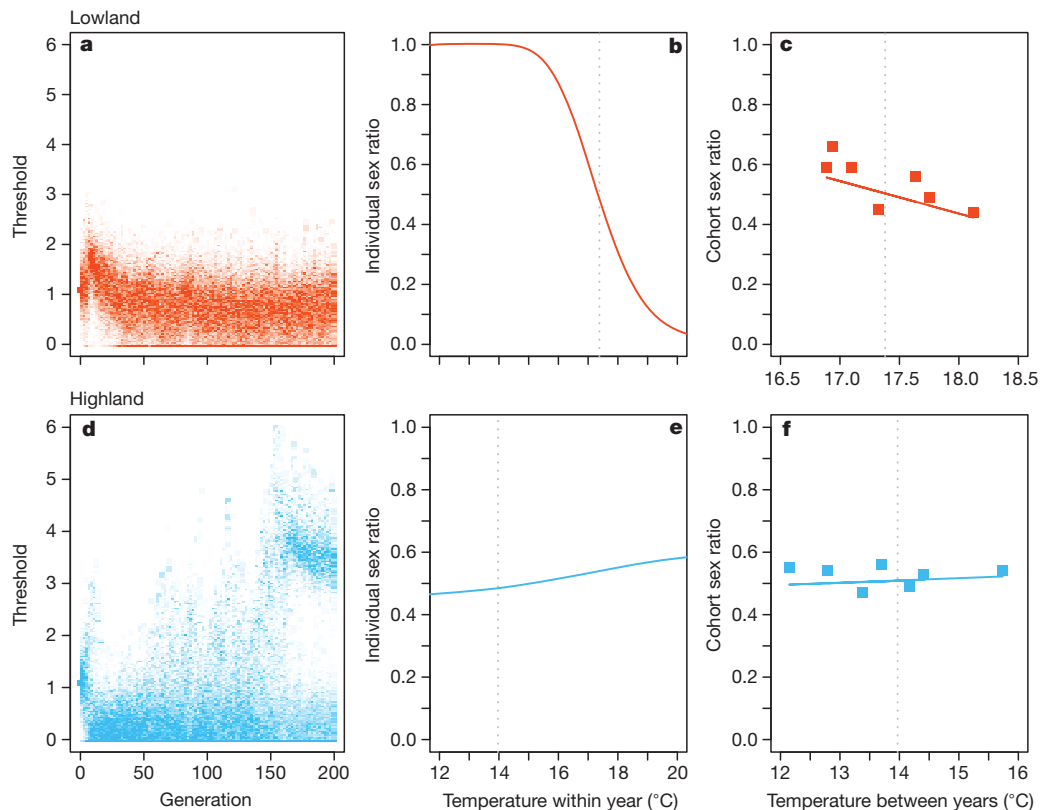 Lowland
a
6
5
4
3
2
1
0
Threshold
b
1.0
0.8
0.6
0.4
0.2
0.0
Individual sex ratio
c
1.0
0.8
0.6
0.4
0.2
0.0
Cohort sex ratio
16.5 17.0 17.5 18.0 18.5
Highland
d
6
5
4
3
2
1
0
Threshold
0 50 100 150 200
Generation
e
1.0
0.8
0.6
0.4
0.2
0.0
Individual sex ratio
12 14 16 18 20
Temperature within year (°C)
f
1.0
0.8
0.6
0.4
0.2
0.0
Cohort sex ratio
12 13 14 15 16
Temperature between years (°C)